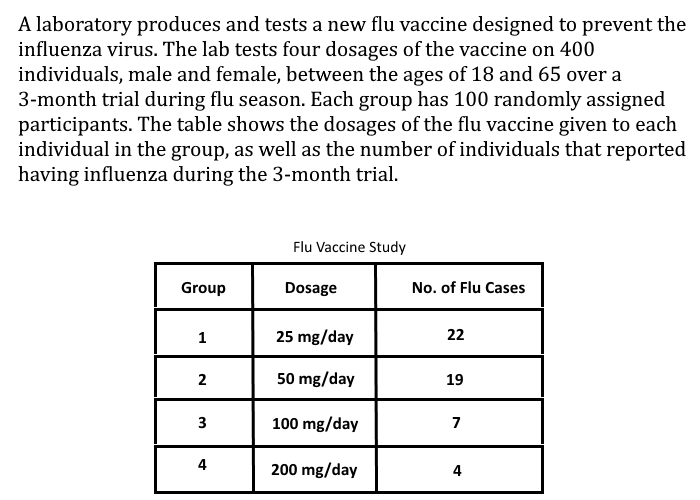 A laboratory produces and tests a new flu vaccine designed to prevent the
influenza virus. The lab tests four dosages of the vaccine on 400
individuals, male and female, between the ages of 18 and 65 over a
3-month trial during flu season. Each group has 100 randomly assigned
participants. The table shows the dosages of the flu vaccine given to each
individual in the group, as well as the number of individuals that reported
having influenza during the 3-month trial.
Flu Vaccine Study
Group Dosage No. of Flu Cases
1 25 mg/day 22
2 50 mg/day 19
3 100 mg/day 7
4 200 mg/day 4